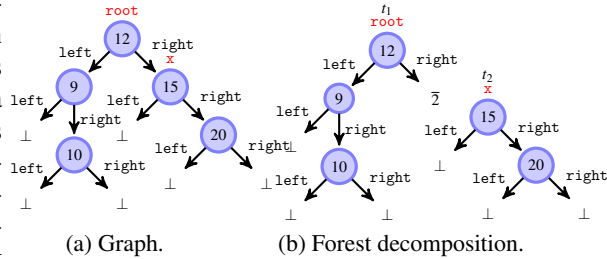 root
12
left right
x
9 15
left right left right
⊥ ⊥
10 20
left right left right
⊥ ⊥ ⊥ ⊥
(a) Graph.
t1
root
12
left right
9 2̅
left right
⊥
10
left right
⊥ ⊥
t2
x
15
left right
⊥
20
left right
⊥ ⊥
(b) Forest decomposition.